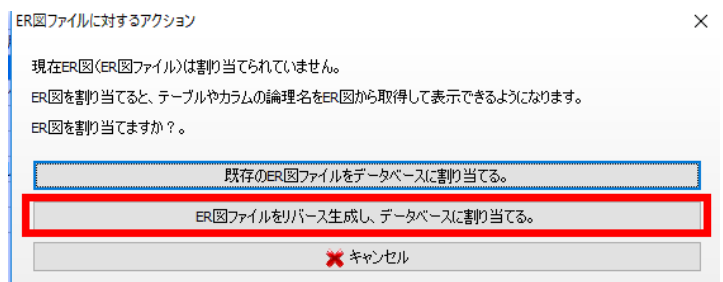 ER図ファイルに対するアクション
現在ER図(ER図ファイル)は割り当てられていません。
ER図を割り当てると、テーブルやカラムの論理名をER図から取得して表示できるようになります。
ER図を割り当てますか？。
既存のER図ファイルをデータベースに割り当てる。
ER図ファイルをリバース生成し、データベースに割り当てる。
キャンセル